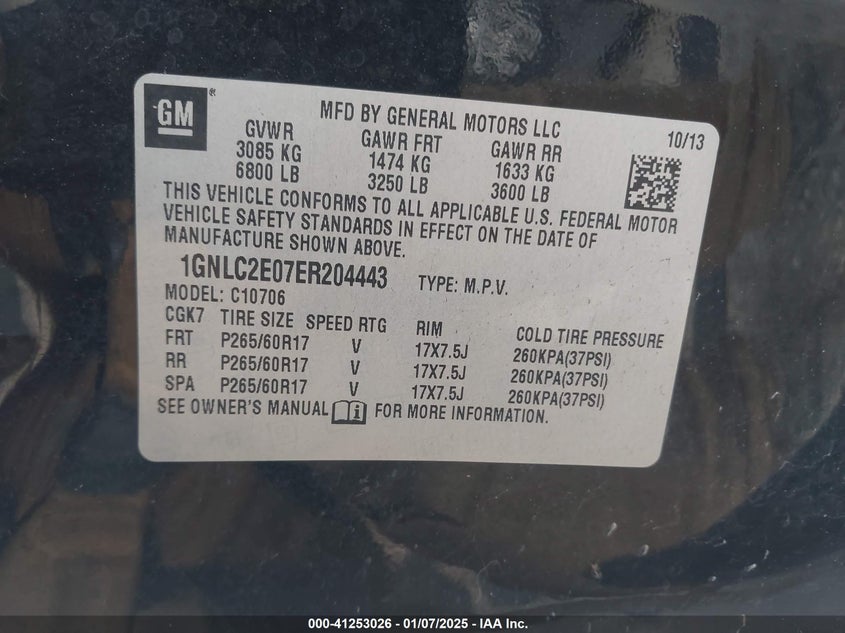 GM
MFD BY GENERAL MOTORS LLC
10/13
GVWR GAWR FRT GAWR RR
3085 KG 1474 KG 1633 KG
6800 LB 3250 LB 3600 LB
THIS VEHICLE CONFORMS TO ALL APPLICABLE U.S. FEDERAL MOTOR
VEHICLE SAFETY STANDARDS IN EFFECT ON THE DATE OF
MANUFACTURE SHOWN ABOVE.
1GNLC2E07ER204443 TYPE: M.P.V.
MODEL: C10706
CGK7 TIRE SIZE SPEED RTG RIM COLD TIRE PRESSURE
FRT P265/60R17 V 17X7.5J 260KPA(37PSI)
RR P265/60R17 V 17X7.5J 260KPA(37PSI)
SPA P265/60R17 V 17X7.5J 260KPA(37PSI)
SEE OWNER'S MANUAL i FOR MORE INFORMATION.
000-41253026 - 01/07/2025 - IAA Inc.